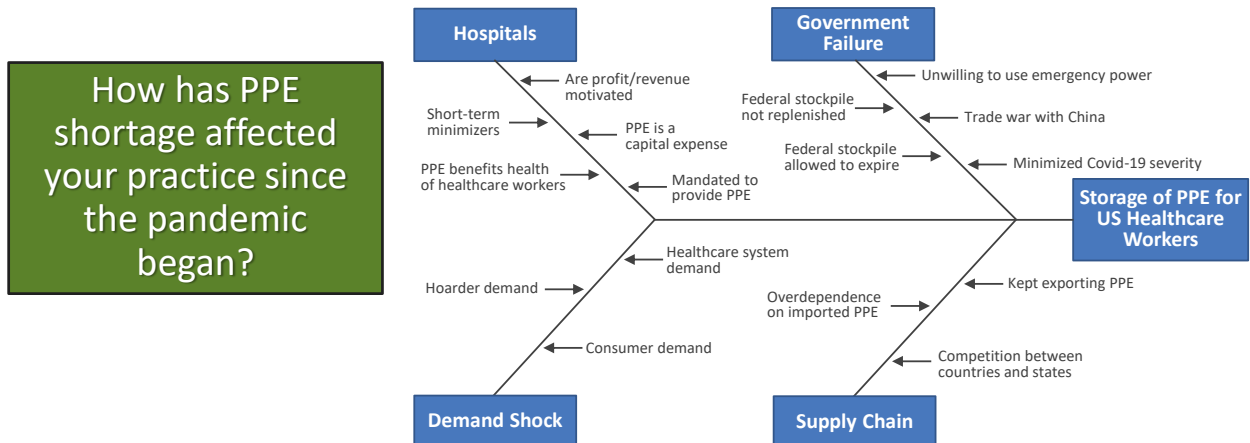 How has PPE
shortage affected
your practice since
the pandemic
began?
Hospitals
Are profit/revenue
motivated
Short-term
minimizers
PPE is a
capital expense
PPE benefits health
of healthcare workers
Mandated to
provide PPE
Government
Failure
Unwilling to use emergency power
Federal stockpile
not replenished
Trade war with China
Federal stockpile
allowed to expire
Minimized Covid-19 severity
Storage of PPE for
US Healthcare
Workers
Healthcare system
demand
Hoarder demand
Consumer demand
Demand Shock
Kept exporting PPE
Overdependence
on imported PPE
Competition between
countries and states
Supply Chain